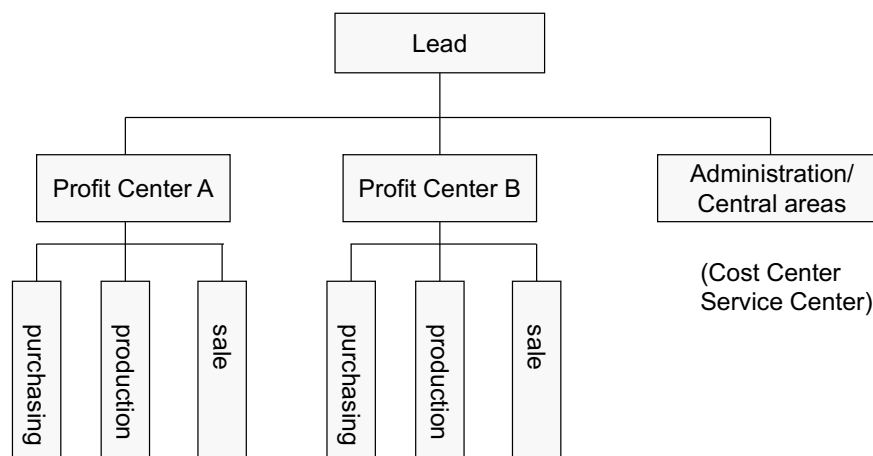 Lead
Profit Center A
Profit Center B
Administration/
Central areas
(Cost Center
Service Center)
purchasing
production
sale
purchasing
production
sale